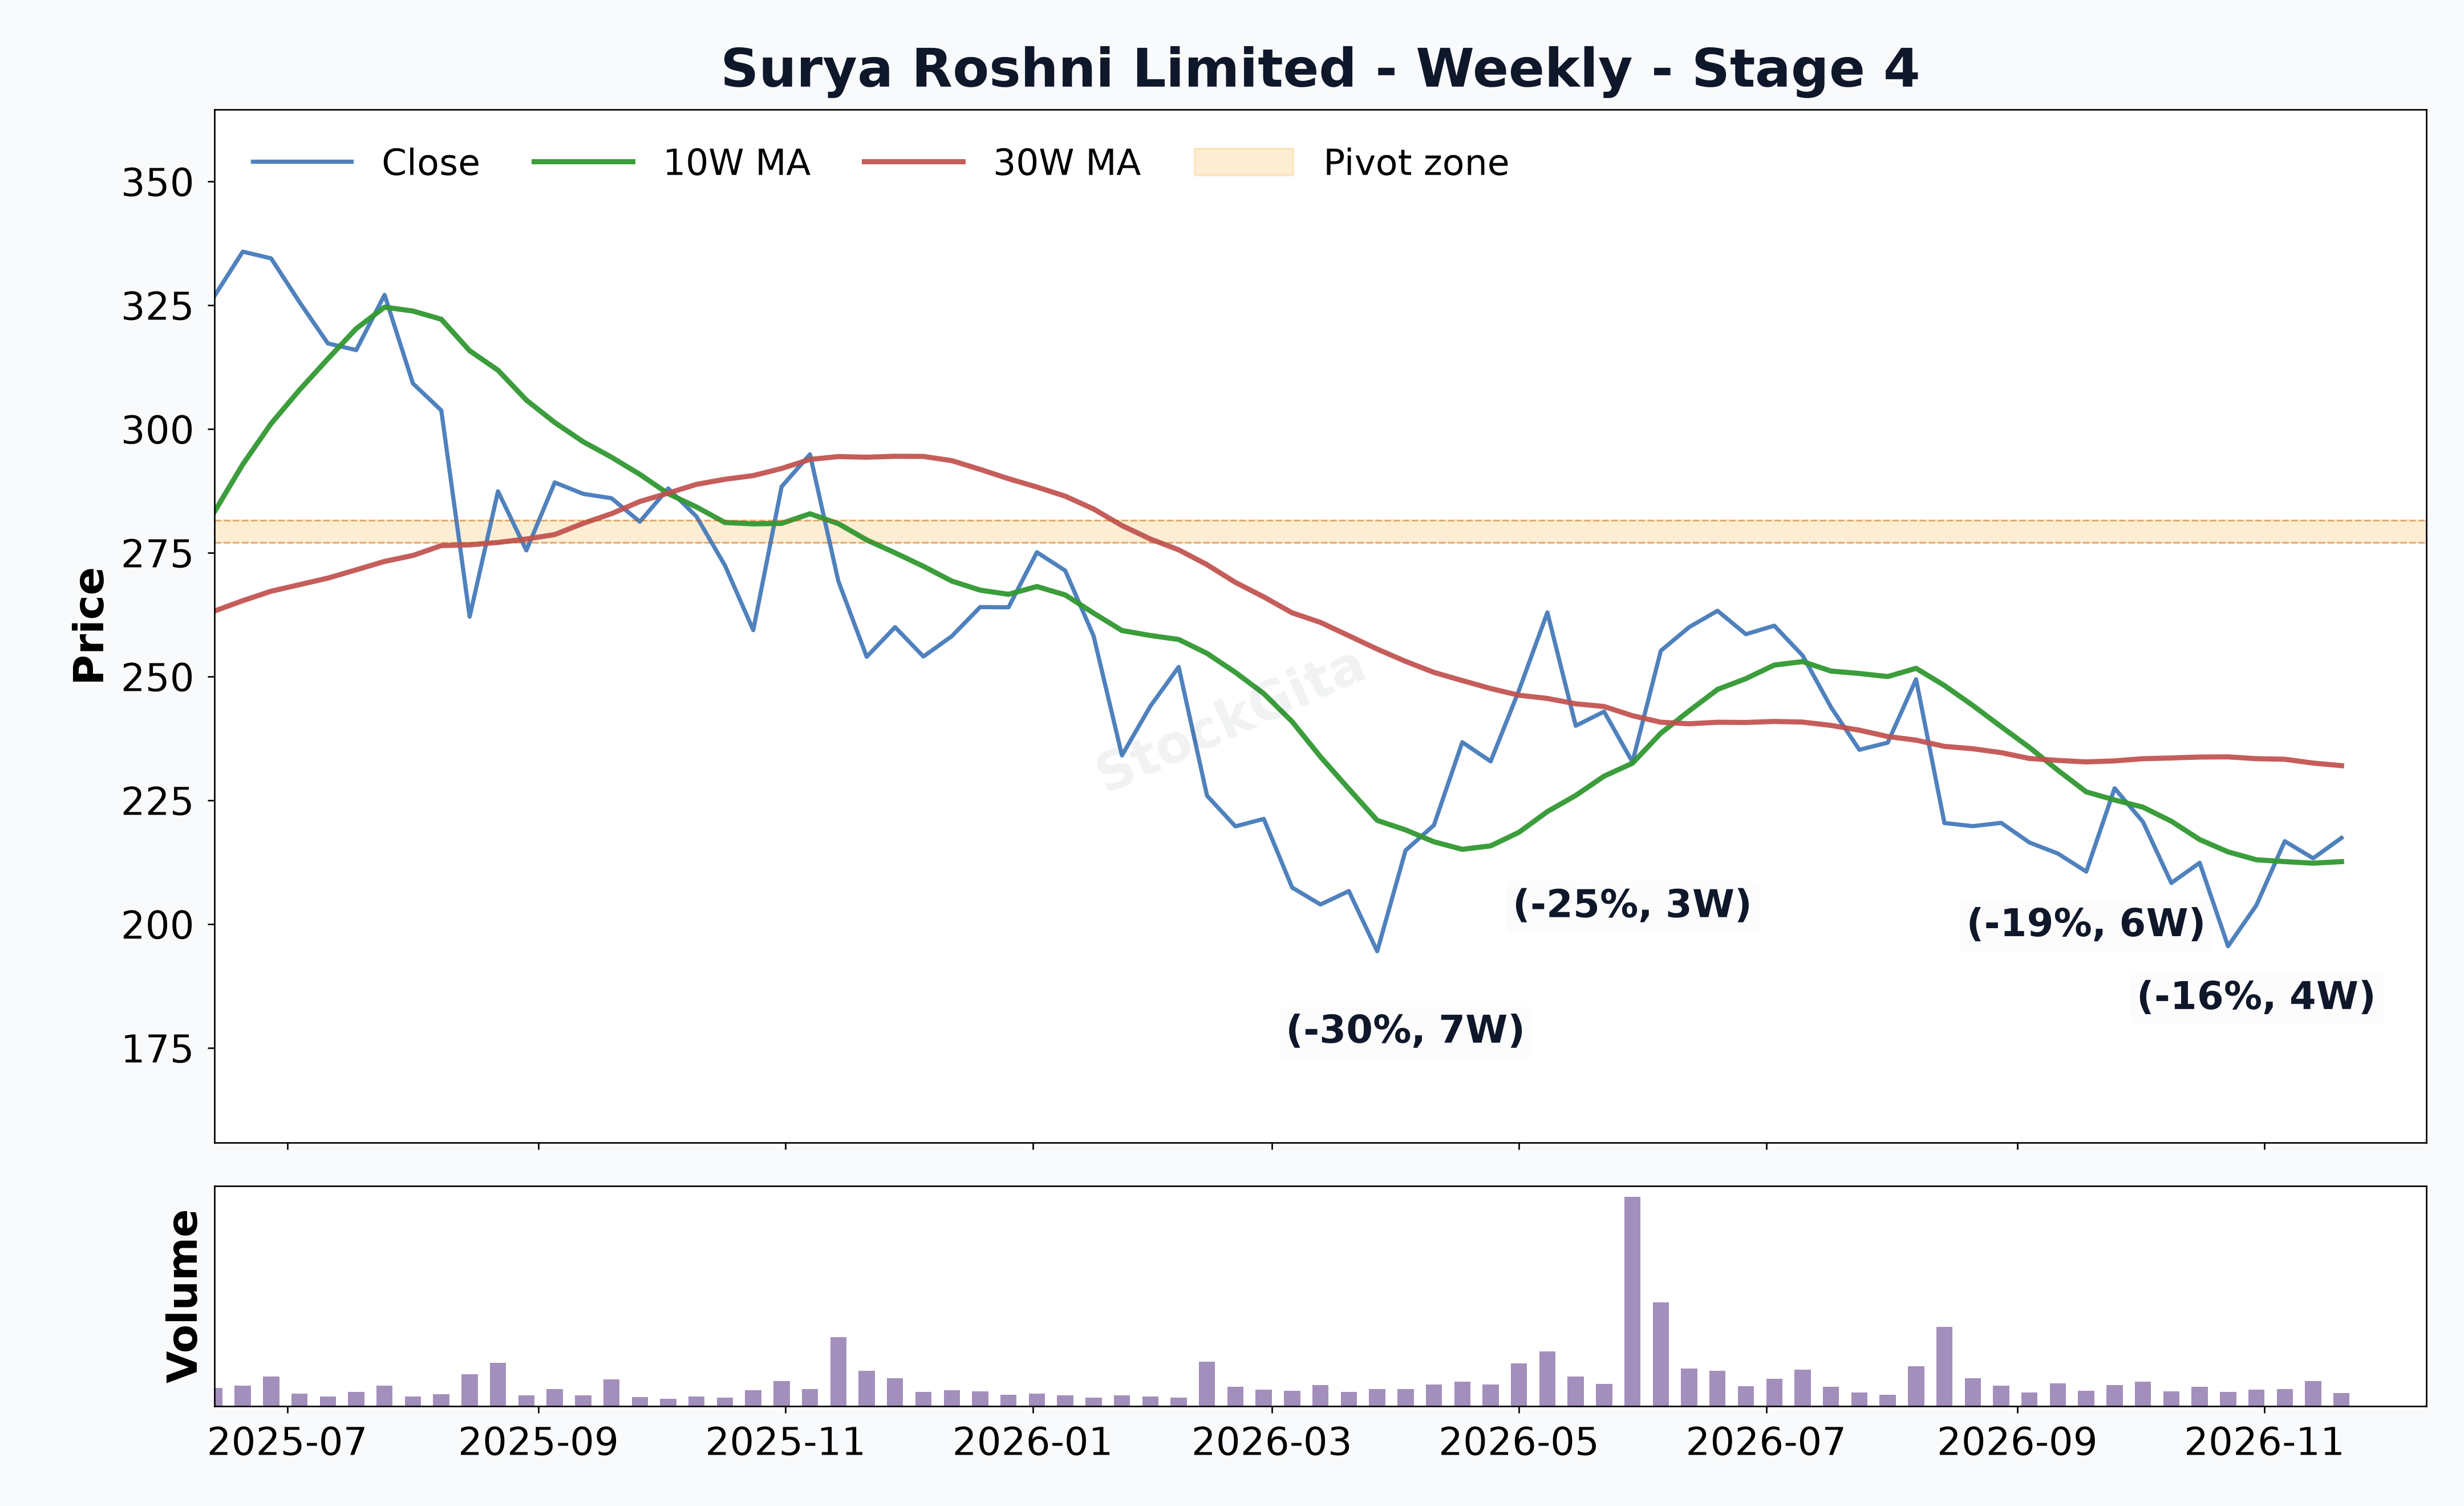 Surya Roshni Limited - Weekly - Stage 4
Close
10W MA
30W MA
Pivot zone
Price
350
325
300
275
250
225
200
175
StockGita
(-25%, 3W)
(-19%, 6W)
(-16%, 4W)
(-30%, 7W)
Volume
2025-07
2025-09
2025-11
2026-01
2026-03
2026-05
2026-07
2026-09
2026-11